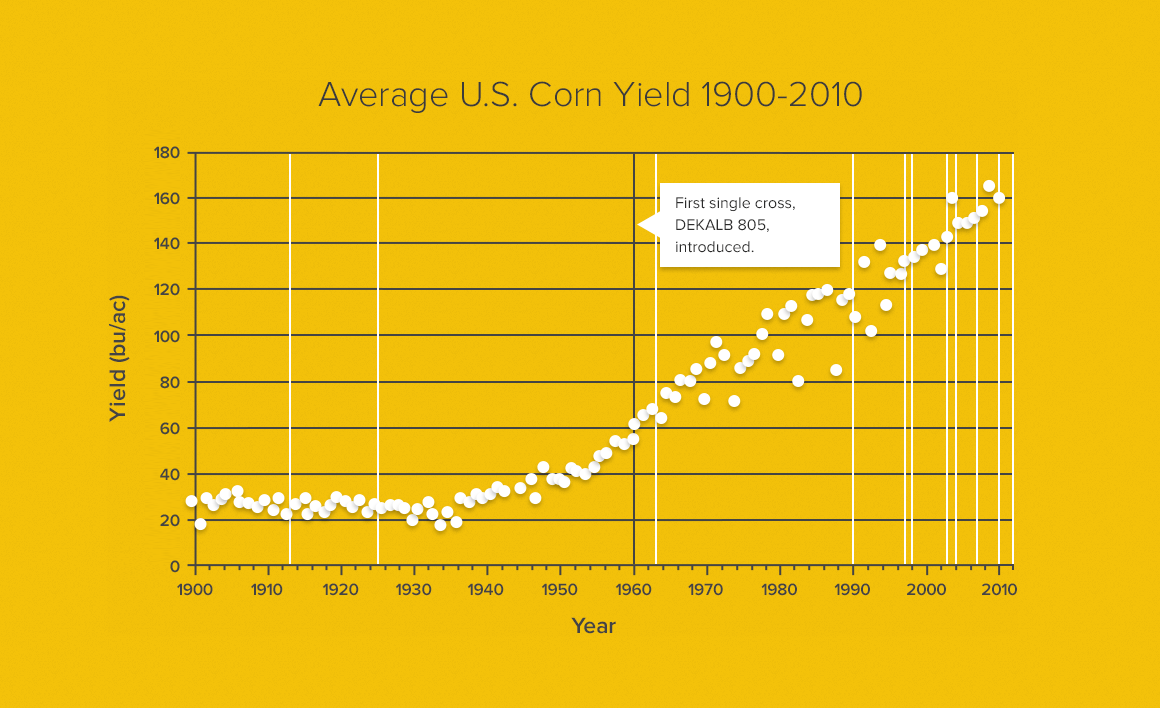 Average U.S. Corn Yield 1900-2010
180
160
140
120
100
80
60
40
20
0
Yield (bu/ac)
First single cross,
DEKALB 805,
introduced.
1900 1910 1920 1930 1940 1950 1960 1970 1980 1990 2000 2010
Year